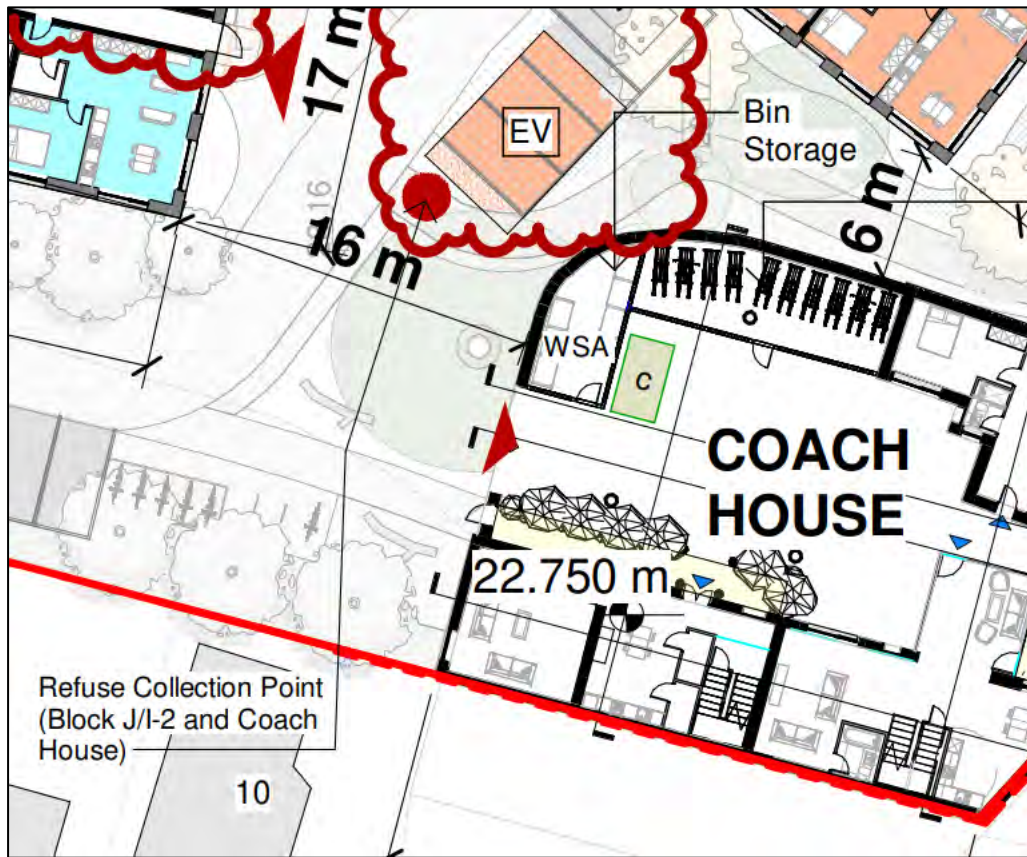 17 m
EV
Bin
Storage
16
16 m
6 m
WSA
c
COACH
HOUSE
22.750 m
Refuse Collection Point
(Block J/I-2 and Coach
House)
10